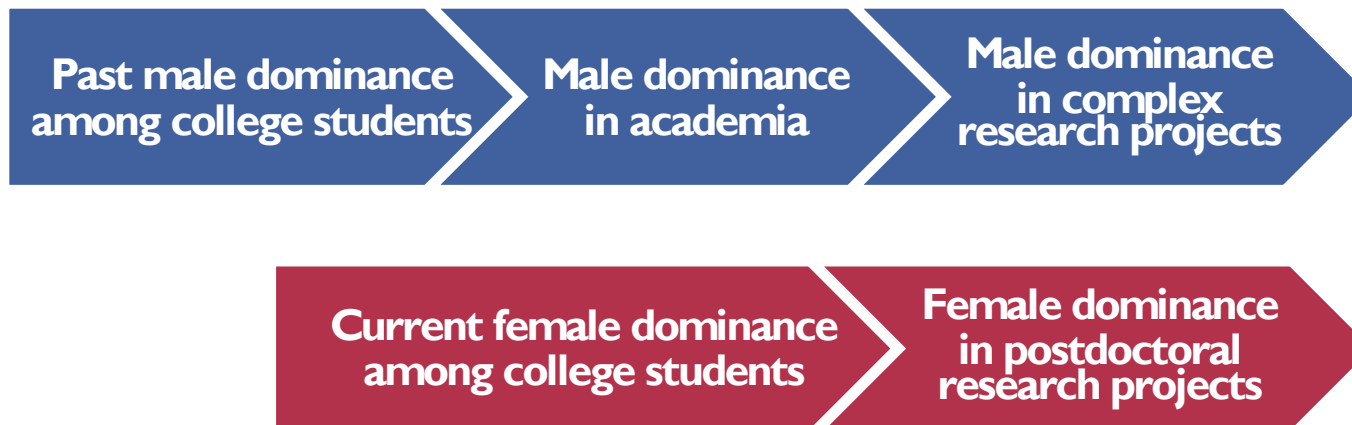 Past male dominance
among college students
Male dominance
in academia
Male dominance
in complex
research projects
Current female dominance
among college students
Female dominance
in postdoctoral
research projects